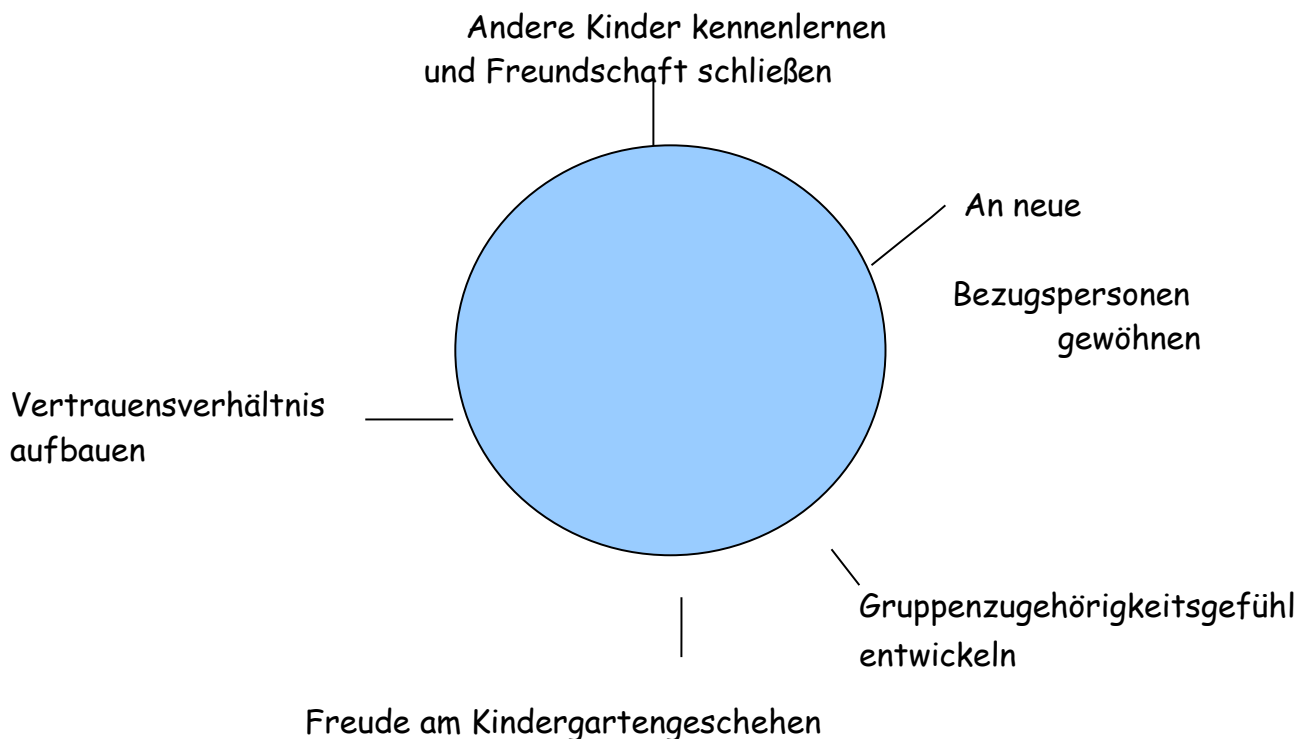 Andere Kinder kennenlernen
und Freundschaft schließen
An neue
Bezugspersonen
gewöhnen
Vertrauensverhältnis
aufbauen
Gruppenzugehörigkeitsgefühl
entwickeln
Freude am Kindergartengeschehen